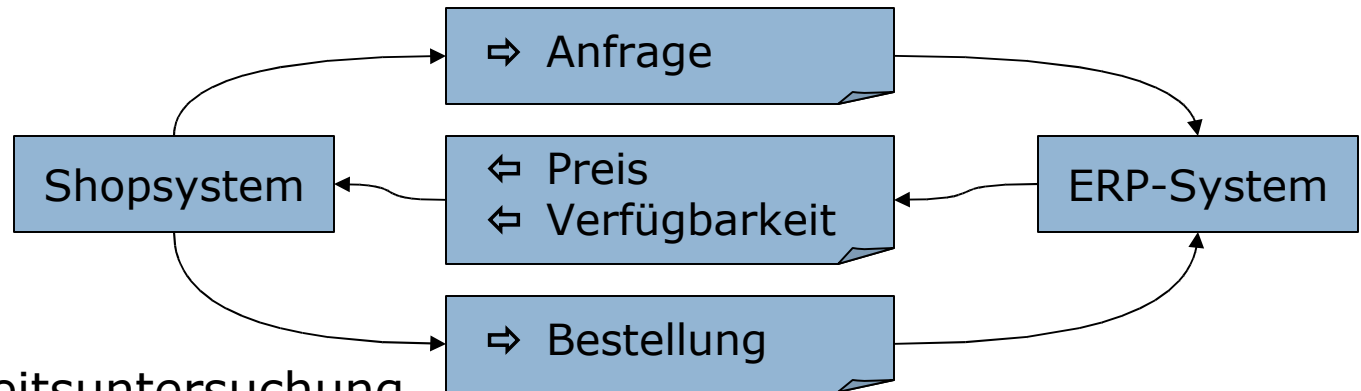 ⇨ Anfrage
Shopsystem
⇦ Preis
⇦ Verfügbarkeit
ERP-System
⇨ Bestellung